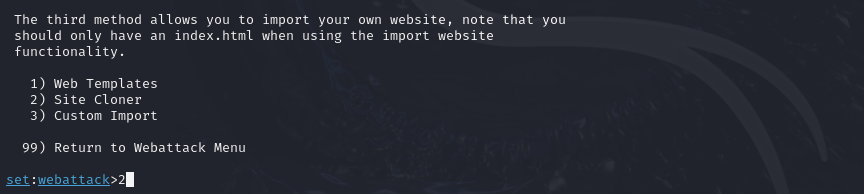 The third method allows you to import your own website, note that you
should only have an index.html when using the import website
functionality.
1) Web Templates
2) Site Cloner
3) Custom Import
99) Return to Webattack Menu
set:webattack>2